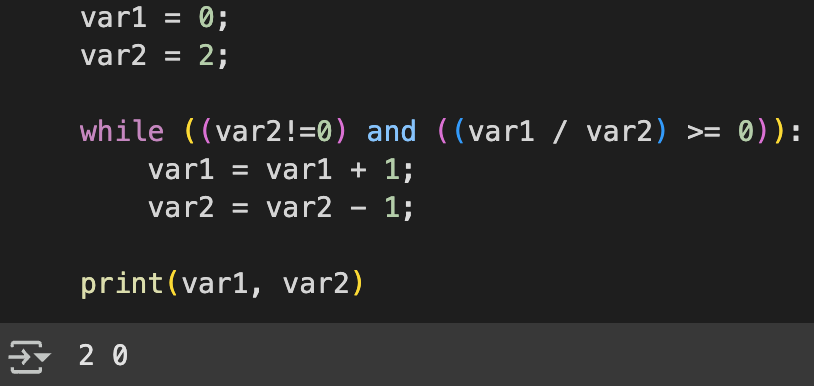 var1 = 0;
var2 = 2;
while ((var2!=0) and ((var1 / var2) >= 0)):
var1 = var1 + 1;
var2 = var2 - 1;
print(var1, var2)
2 0